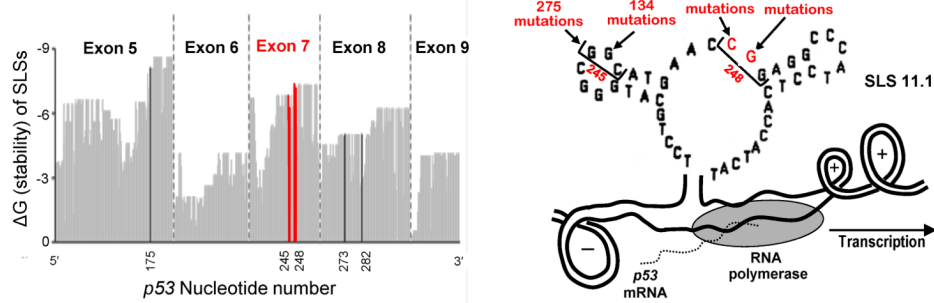 -9
-6
-3
0
ΔG (stability) of SLSs
Exon 5
Exon 6
Exon 7
Exon 8
Exon 9
5'
175
245
248
273
282
3'
p53 Nucleotide number
275
mutations
134
mutations
mutations
mutations
245
248
SLS 11.1
+
+
−
p53
mRNA
RNA
polymerase
Transcription